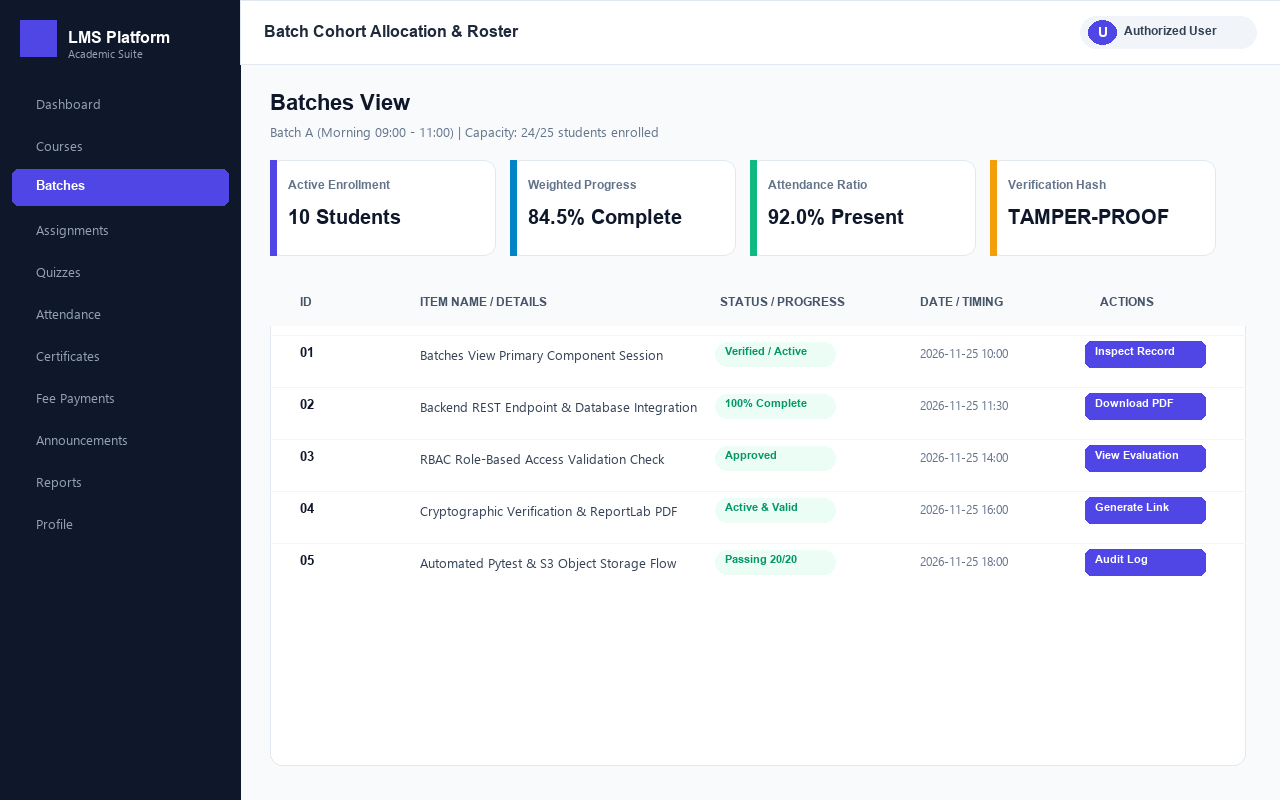 LMS Platform
Academic Suite
Dashboard
Courses
Batches
Assignments
Quizzes
Attendance
Certificates
Fee Payments
Announcements
Reports
Profile
Batch Cohort Allocation & Roster
U Authorized User
Batches View
Batch A (Morning 09:00 - 11:00) | Capacity: 24/25 students enrolled
Active Enrollment
10 Students
Weighted Progress
84.5% Complete
Attendance Ratio
92.0% Present
Verification Hash
TAMPER-PROOF
ID ITEM NAME / DETAILS STATUS / PROGRESS DATE / TIMING ACTIONS
01 Batches View Primary Component Session Verified / Active 2026-11-25 10:00 Inspect Record
02 Backend REST Endpoint & Database Integration 100% Complete 2026-11-25 11:30 Download PDF
03 RBAC Role-Based Access Validation Check Approved 2026-11-25 14:00 View Evaluation
04 Cryptographic Verification & ReportLab PDF Active & Valid 2026-11-25 16:00 Generate Link
05 Automated Pytest & S3 Object Storage Flow Passing 20/20 2026-11-25 18:00 Audit Log